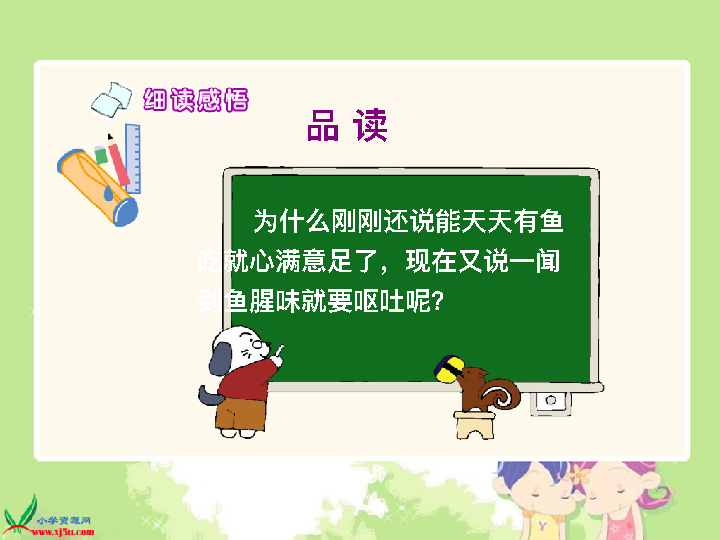 细读感悟
品 读
为什么刚刚还说能天天有鱼
吃就心满意足了，现在又说一闻
到鱼腥味就要呕吐呢？
小学资源网
www.xj5u.com